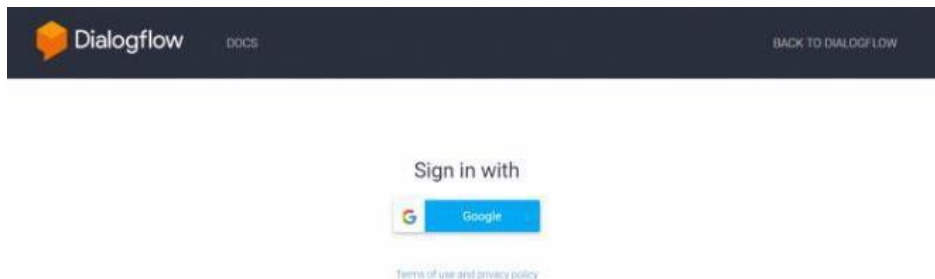 Dialogflow DOCS BACK TO DIALOGFLOW
Sign in with
Google
Terms of use and privacy policy